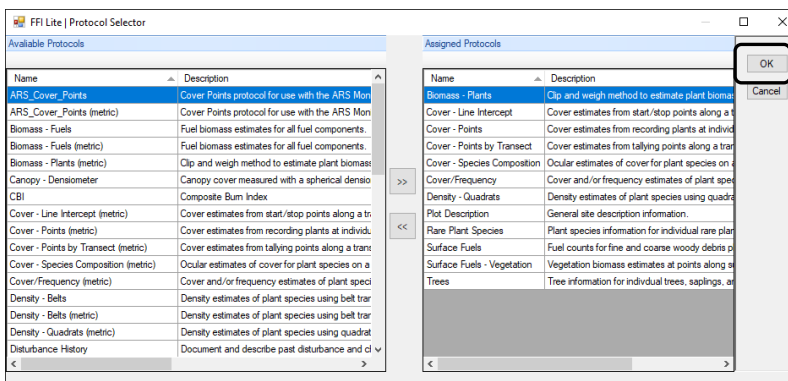 FFI Lite | Protocol Selector
Avaliable Protocols
Name Description
ARS_Cover_Points Cover Points protocol for use with the ARS Mon
ARS_Cover_Points (metric) Cover Points protocol for use with the ARS Mon
Biomass - Fuels Fuel biomass estimates for all fuel components.
Biomass - Fuels (metric) Fuel biomass estimates for all fuel components.
Biomass - Plants (metric) Clip and weigh method to estimate plant biomass
Canopy - Densiometer Canopy cover measured with a spherical densio
CBI Composite Burn Index
Cover - Line Intercept (metric) Cover estimates from start/stop points along a tra
Cover - Points (metric) Cover estimates from recording plants at individu
Cover - Points by Transect (metric) Cover estimates from tallying points along a trans
Cover - Species Composition (metric) Ocular estimates of cover for plant species on a
Cover/Frequency (metric) Cover and/or frequency estimates of plant speci
Density - Belts Density estimates of plant species using belt tran
Density - Belts (metric) Density estimates of plant species using belt tran
Density - Quadrats (metric) Density estimates of plant species using quadrat
Disturbance History Document and describe past disturbance and cl
>>
<<
Assigned Protocols
Name Description
Biomass - Plants Clip and weigh method to estimate plant biomas
Cover - Line Intercept Cover estimates from start/stop points along a t
Cover - Points Cover estimates from recording plants at individ
Cover - Points by Transect Cover estimates from tallying points along a tran
Cover - Species Composition Ocular estimates of cover for plant species on a
Cover/Frequency Cover and/or frequency estimates of plant spec
Density - Quadrats Density estimates of plant species using quadra
Plot Description General site description information.
Rare Plant Species Plant species information for individual rare plan
Surface Fuels Fuel counts for fine and coarse woody debris p
Surface Fuels - Vegetation Vegetation biomass estimates at points along s
Trees Tree information for indivdual trees, saplings, an
OK
Cancel